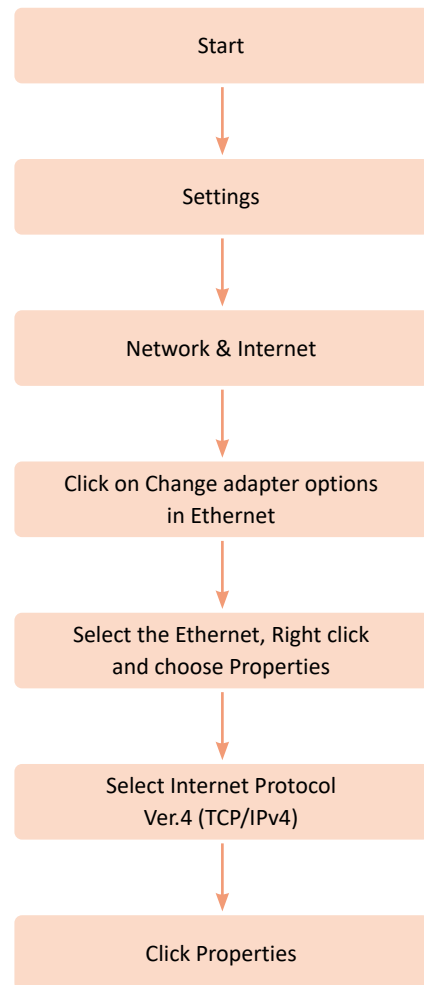 Start
Settings
Network & Internet
Click on Change adapter options
in Ethernet
Select the Ethernet, Right click
and choose Properties
Select Internet Protocol
Ver.4 (TCP/IPv4)
Click Properties